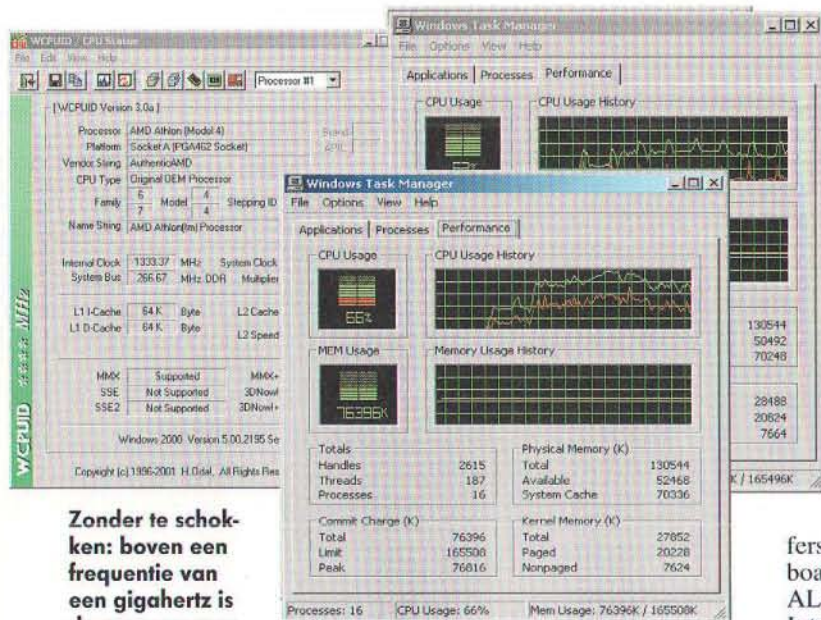 WCPUID / CPU Status
File Edit View Help
Processor #1
[WCPUID Version 3.0a]
Processor AMD Athlon (Model 4)
Platform Socket A (PGA462 Socket)
Vendor String AuthenticAMD
CPU Type Original OEM Processor
Family 6 Model 4 Stepping ID
7 4
Name String AMD Athlon(tm) Processor
Internal Clock 1333.37 MHz System Clock
System Bus 266.67 MHz DDR Multiplier
L1 I-Cache 64 K Byte L2 Cache
L1 D-Cache 64 K Byte
L2 Speed
MMX Supported MMX+
SSE Not Supported 3DNow!
SSE2 Not Supported 3DNow!+
Windows 2000 Version 5.00.2195 Se
Copyright (c) 1996-2001 H.Oda!, All Rights Res
WCPUID **** MHz
Windows Task Manager
File Options View Help
Applications Processes Performance
CPU Usage
CPU Usage History
130544
50492
70248
28488
20824
7664
K / 165496K
Windows Task Manager
File Options View Help
Applications Processes Performance
CPU Usage
CPU Usage History
66%
MEM Usage
Memory Usage History
76396K
Totals
Handles 2615
Threads 187
Processes 16
Physical Memory (K)
Total 130544
Available 52468
System Cache 70336
Commit Charge (K)
Total 76396
Limit 165508
Peak 76816
Kernel Memory (K)
Total 27852
Paged 20228
Nonpaged 7624
Processes: 16 CPU Usage: 66% Mem Usage: 76396K / 165508K
Zonder te schok-
ken: boven een
frequentie van
een gigahertz is
fers
boa
AL